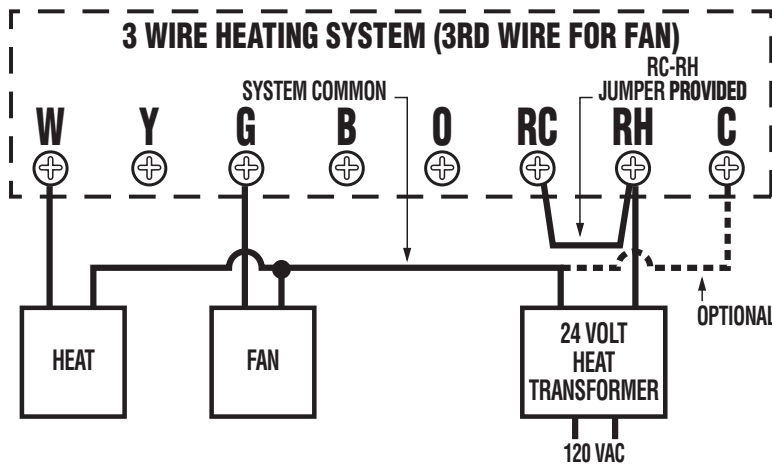 3 WIRE HEATING SYSTEM (3RD WIRE FOR FAN)
SYSTEM COMMON
RC-RH
JUMPER PROVIDED
W Y G B O RC RH C
OPTIONAL
HEAT
FAN
24 VOLT
HEAT
TRANSFORMER
120 VAC